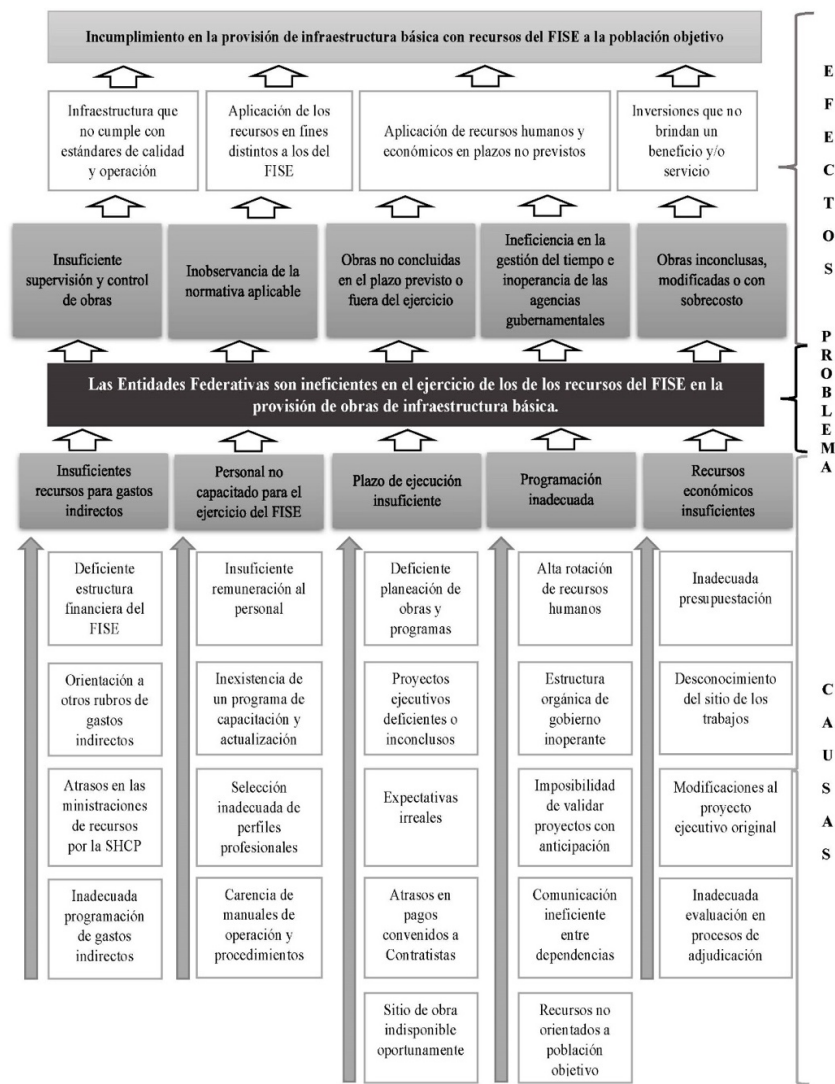 Incumplimiento en la provisión de infraestructura básica con recursos del FISE a la población objetivo
Infraestructura que
no cumple con
estándares de calidad
y operación
Aplicación de los
recursos en fines
distintos a los del
FISE
Aplicación de recursos humanos y
económicos en plazos no previstos
Inversiones que no
brindan un
beneficio y/o
servicio
Insuficiente
supervisión y control
de obras
Inobservancia de la
normativa aplicable
Obras no concluidas
en el plazo previsto o
fuera del ejercicio
Ineficiencia en la
gestión del tiempo e
inoperancia de las
agencias
gubernamentales
Obras inconclusas,
modificadas o con
sobrecosto
EFECTOS
Las Entidades Federativas son ineficientes en el ejercicio de los de los recursos del FISE en la
provisión de obras de infraestructura básica.
PROBLEMA
Insuficientes
recursos para gastos
indirectos
Personal no
capacitado para el
ejercicio del FISE
Plazo de ejecución
insuficiente
Programación
inadecuada
Recursos
económicos
insuficientes
Deficiente
estructura
financiera del
FISE
Orientación a
otros rubros de
gastos
indirectos
Atrasos en las
ministraciones
de recursos
por la SHCP
Inadecuada
programación
de gastos
indirectos
Insuficiente
remuneración al
personal
Inexistencia de
un programa de
capacitación y
actualización
Selección
inadecuada de
perfiles
profesionales
Carencia de
manuales de
operación y
procedimientos
Deficiente
planeación de
obras y
programas
Proyectos
ejecutivos
deficientes o
inconclusos
Expectativas
irreales
Atrasos en
pagos
convenidos a
Contratistas
Sitio de obra
indisponible
oportunamente
Alta rotación de
recursos
humanos
Estructura
orgánica de
gobierno
inoperante
Imposibilidad
de validar
proyectos con
anticipación
Comunicación
ineficiente
entre
dependencias
Recursos no
orientados a
población
objetivo
Inadecuada
presupuestación
Desconocimiento
del sitio de los
trabajos
Modificaciones al
proyecto
ejecutivo original
Inadecuada
evaluación en
procesos de
adjudicación
CAUSAS